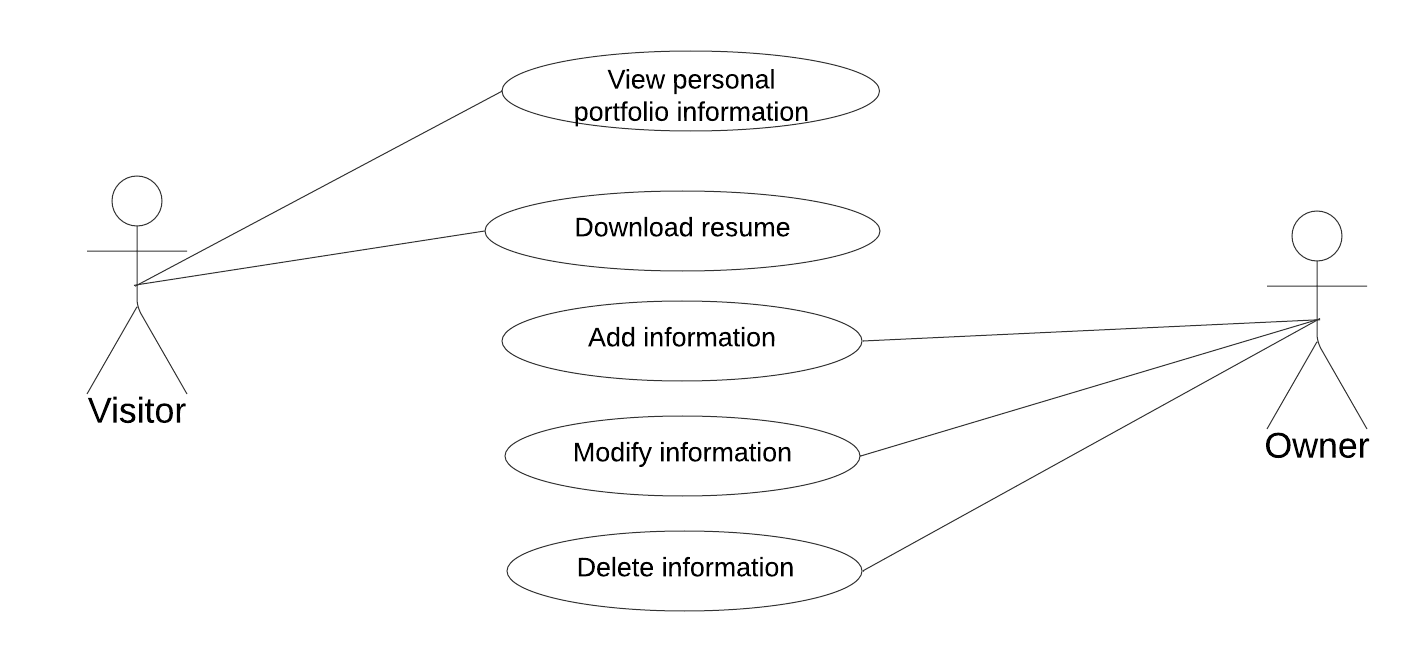 View personal
portfolio information
Download resume
Add information
Visitor
Modify information
Owner
Delete information